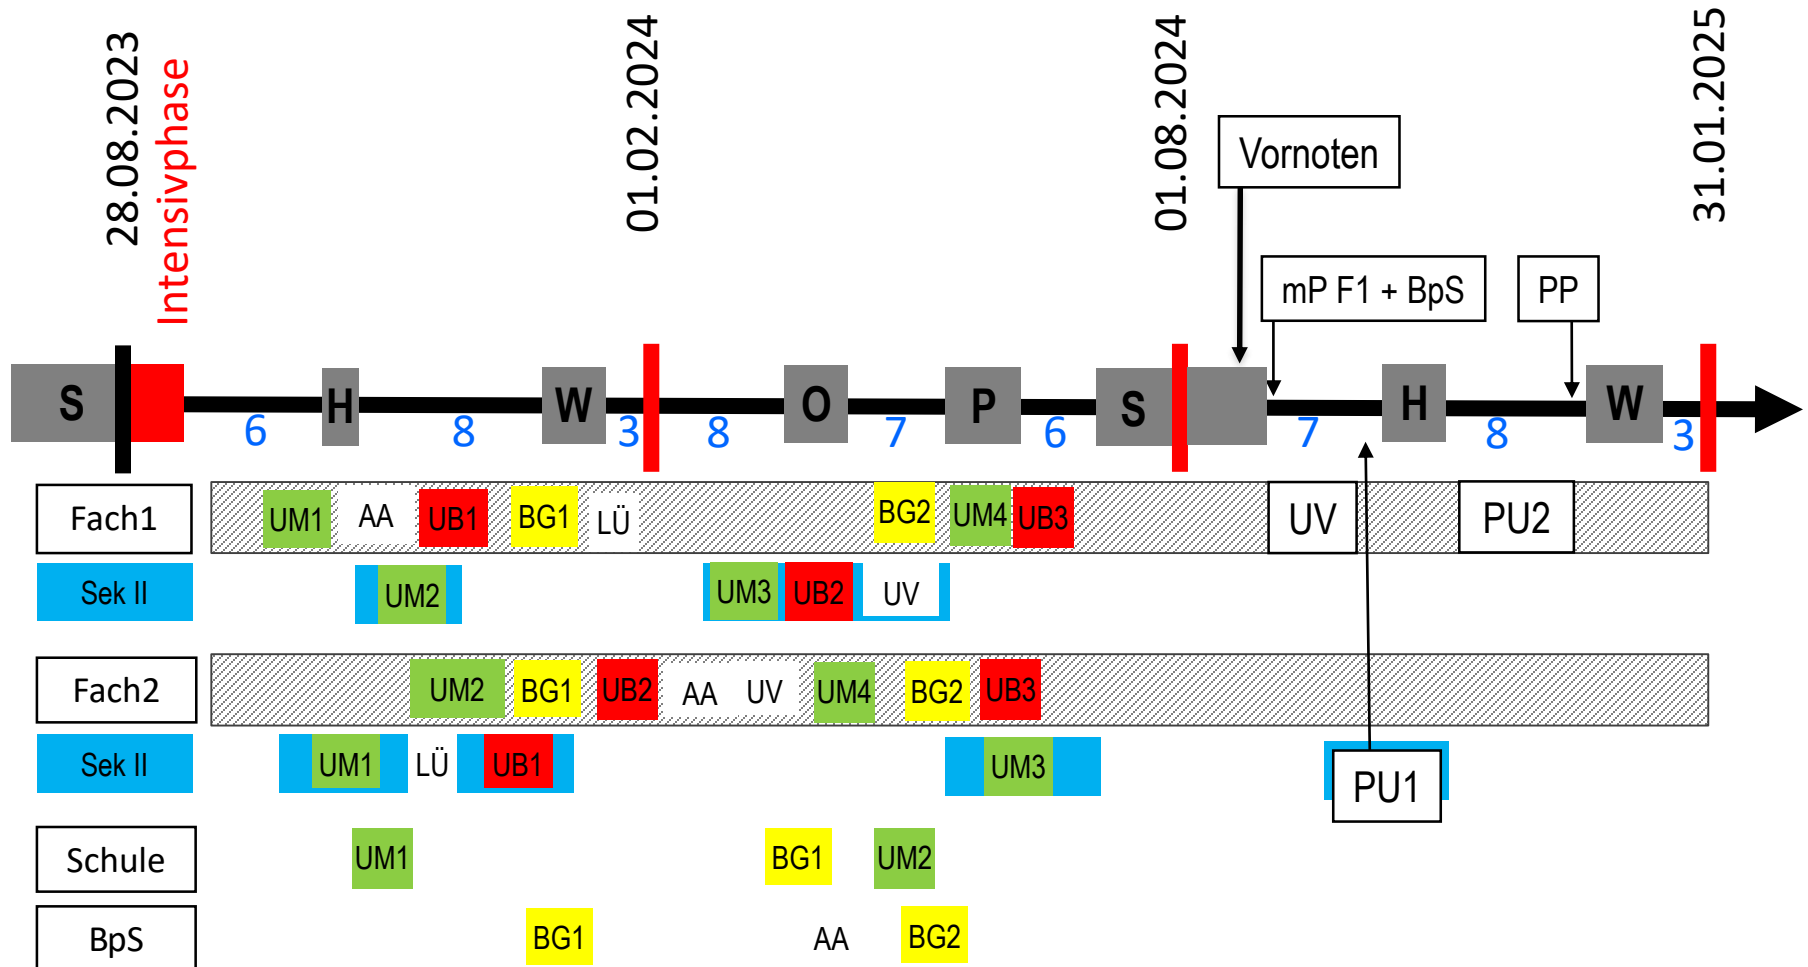 28.08.2023
Intensivphase
01.02.2024
01.08.2024
31.01.2025
Vornoten
mP F1 + BpS
PP
S H W O P S H W
6 8 3 8 7 6 7 8 3
Fach1 UM1 AA UB1 BG1 LÜ BG2 UM4 UB3 UV PU2
Sek II UM2 UM3 UB2 UV
Fach2 UM2 BG1 UB2 AA UV UM4 BG2 UB3
Sek II UM1 LÜ UB1 UM3 PU1
Schule UM1 BG1 UM2
BpS BG1 AA BG2